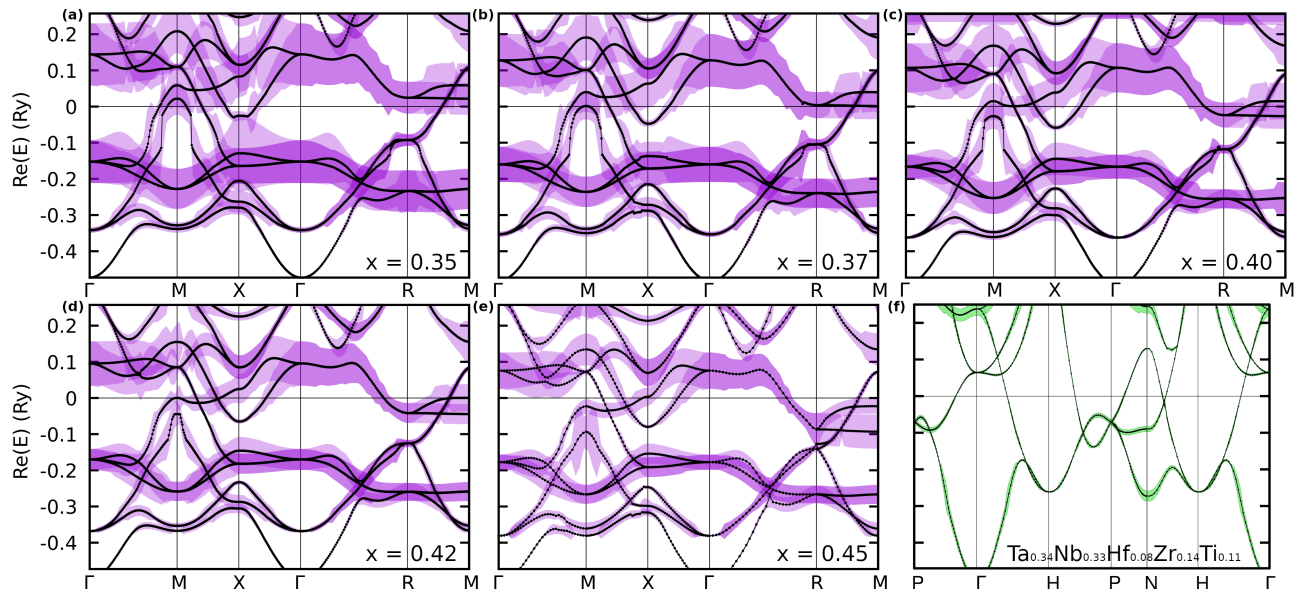 (a) (b) (c)
Re(E) (Ry)
0.2
0.1
0
-0.1
-0.2
-0.3
-0.4
x = 0.35 x = 0.37 x = 0.40
Γ M X Γ R M Γ M X Γ R M Γ M X Γ R M
(d) (e) (f)
Re(E) (Ry)
0.2
0.1
0
-0.1
-0.2
-0.3
-0.4
x = 0.42 x = 0.45 Ta₀.₃₄Nb₀.₃₃Hf₀.₀₈Zr₀.₁₄Ti₀.₁₁
Γ M X Γ R M Γ M X Γ R M P Γ H P N H Γ